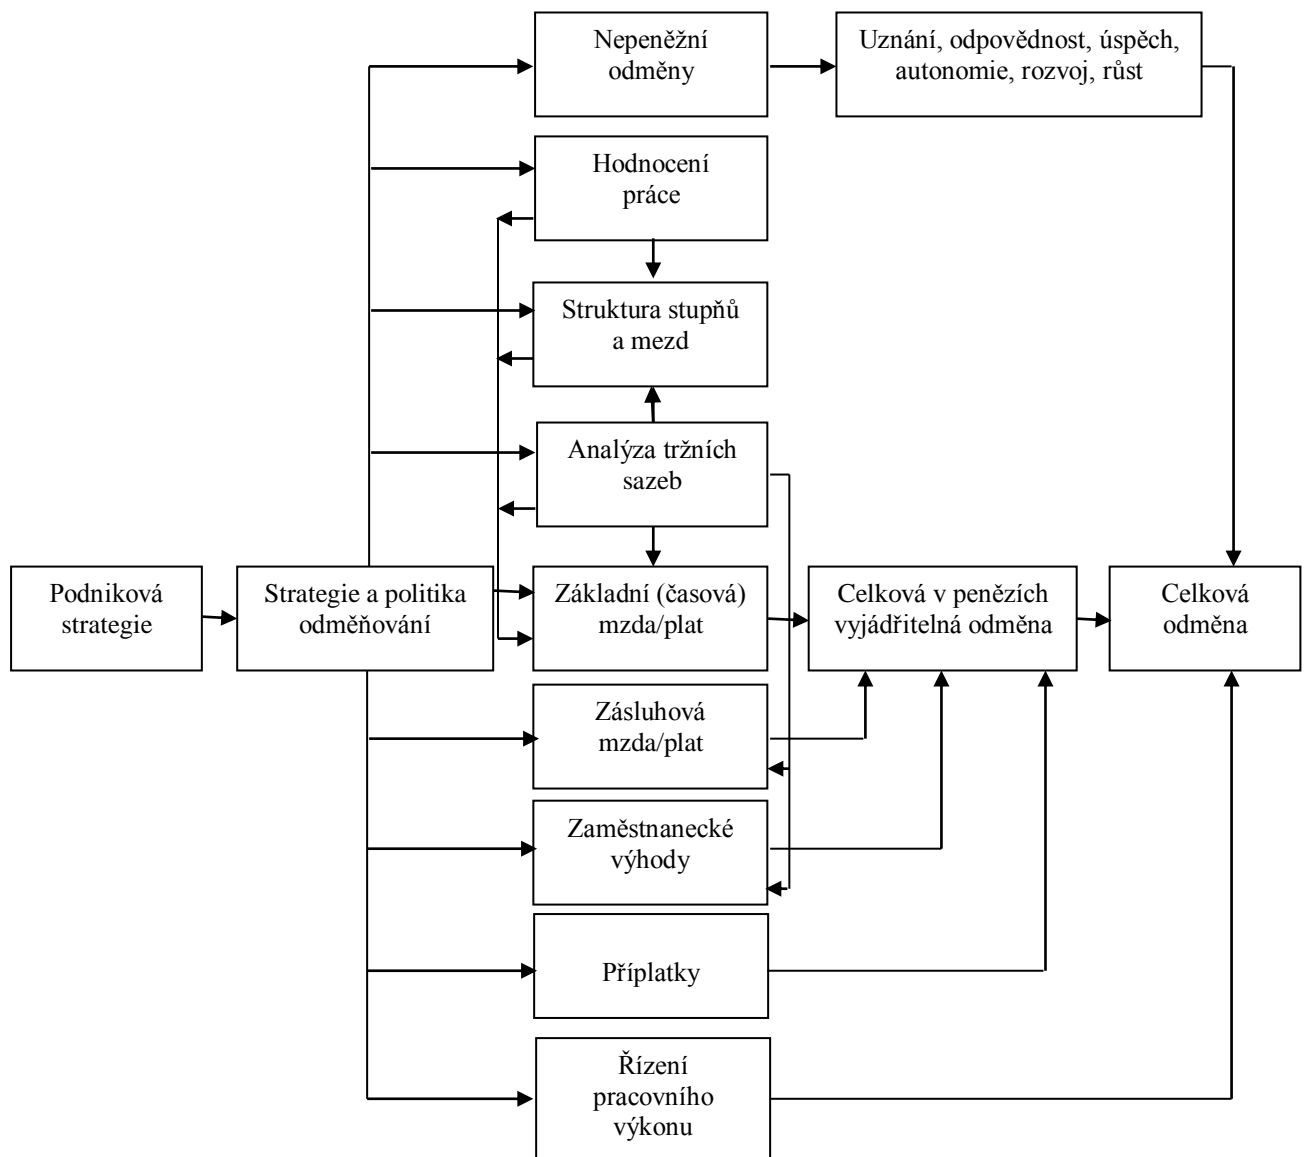 Nepeněžní
odměny
Uznání, odpovědnost, úspěch,
autonomie, rozvoj, růst
Hodnocení
práce
Struktura stupňů
a mezd
Analýza tržních
sazeb
Podniková
strategie
Strategie a politika
odměňování
Základní (časová)
mzda/plat
Celková v penězích
vyjádřitelná odměna
Celková
odměna
Zásluhová
mzda/plat
Zaměstnanecké
výhody
Příplatky
Řízení
pracovního
výkonu